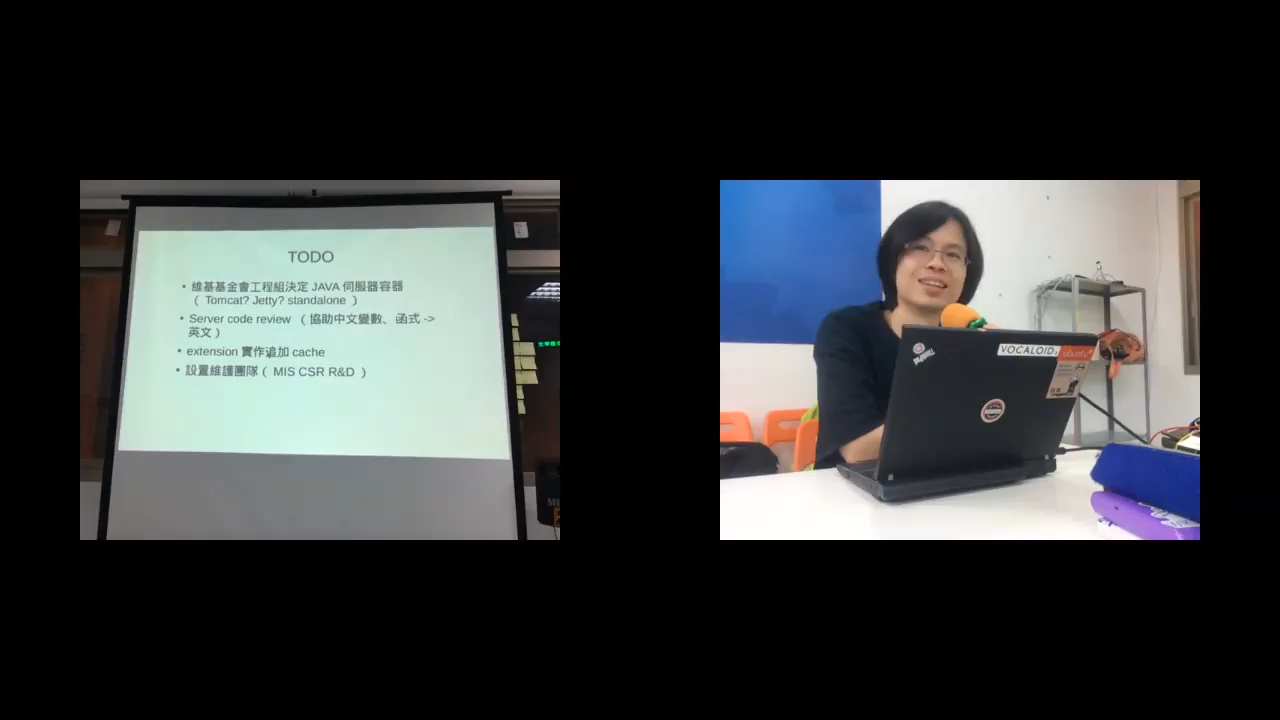 TODO
• 維基基金會工程組決定 JAVA 伺服器容器
( Tomcat? Jetty? standalone )
• Server code review （協助中文變數、函式 ->
英文）
• extension 實作追加 cache
• 設置維護團隊（ MIS CSR R&D ）
ThinkPad
VOCALOID
ubuntu